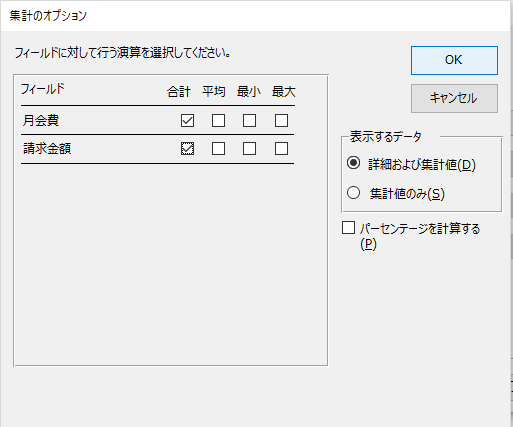 集計のオプション
フィールドに対して行う演算を選択してください。
フィールド 合計 平均 最小 最大
月会費
請求金額
OK
キャンセル
表示するデータ
詳細および集計値(D)
集計値のみ(S)
パーセンテージを計算する
(P)